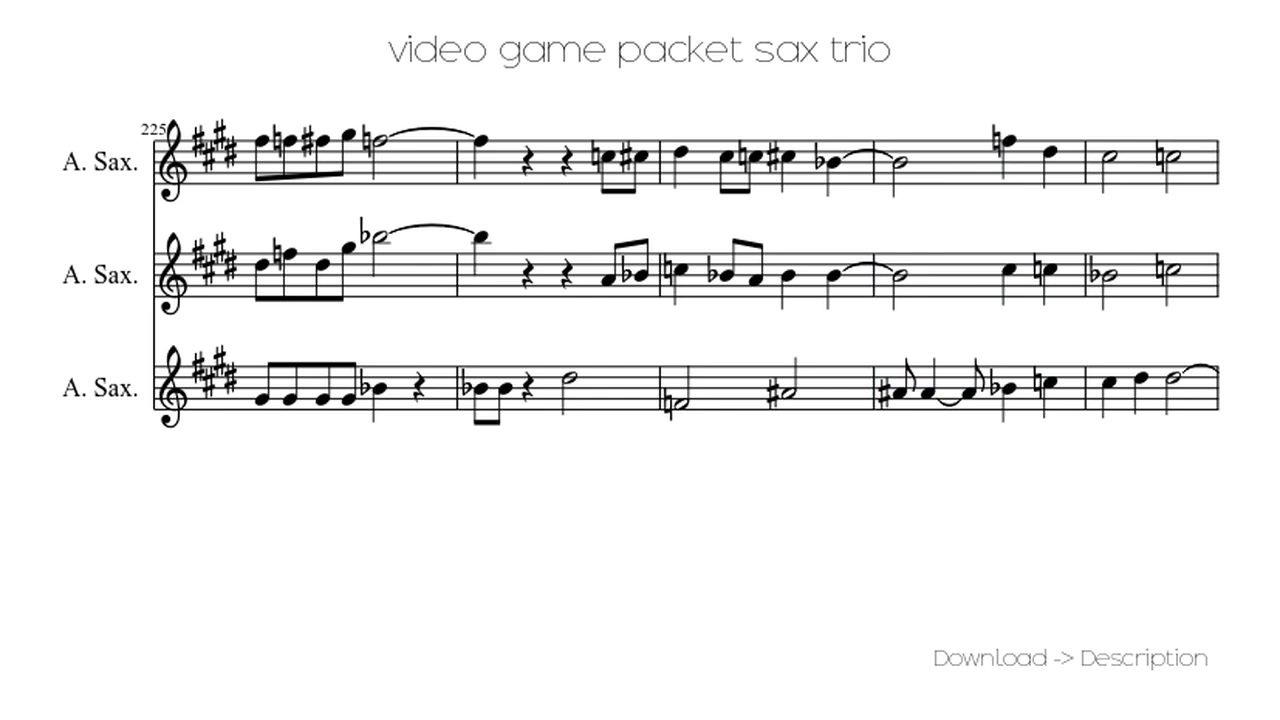 video game packet sax trio
225
A. Sax.
A. Sax.
A. Sax.
Download -> Description